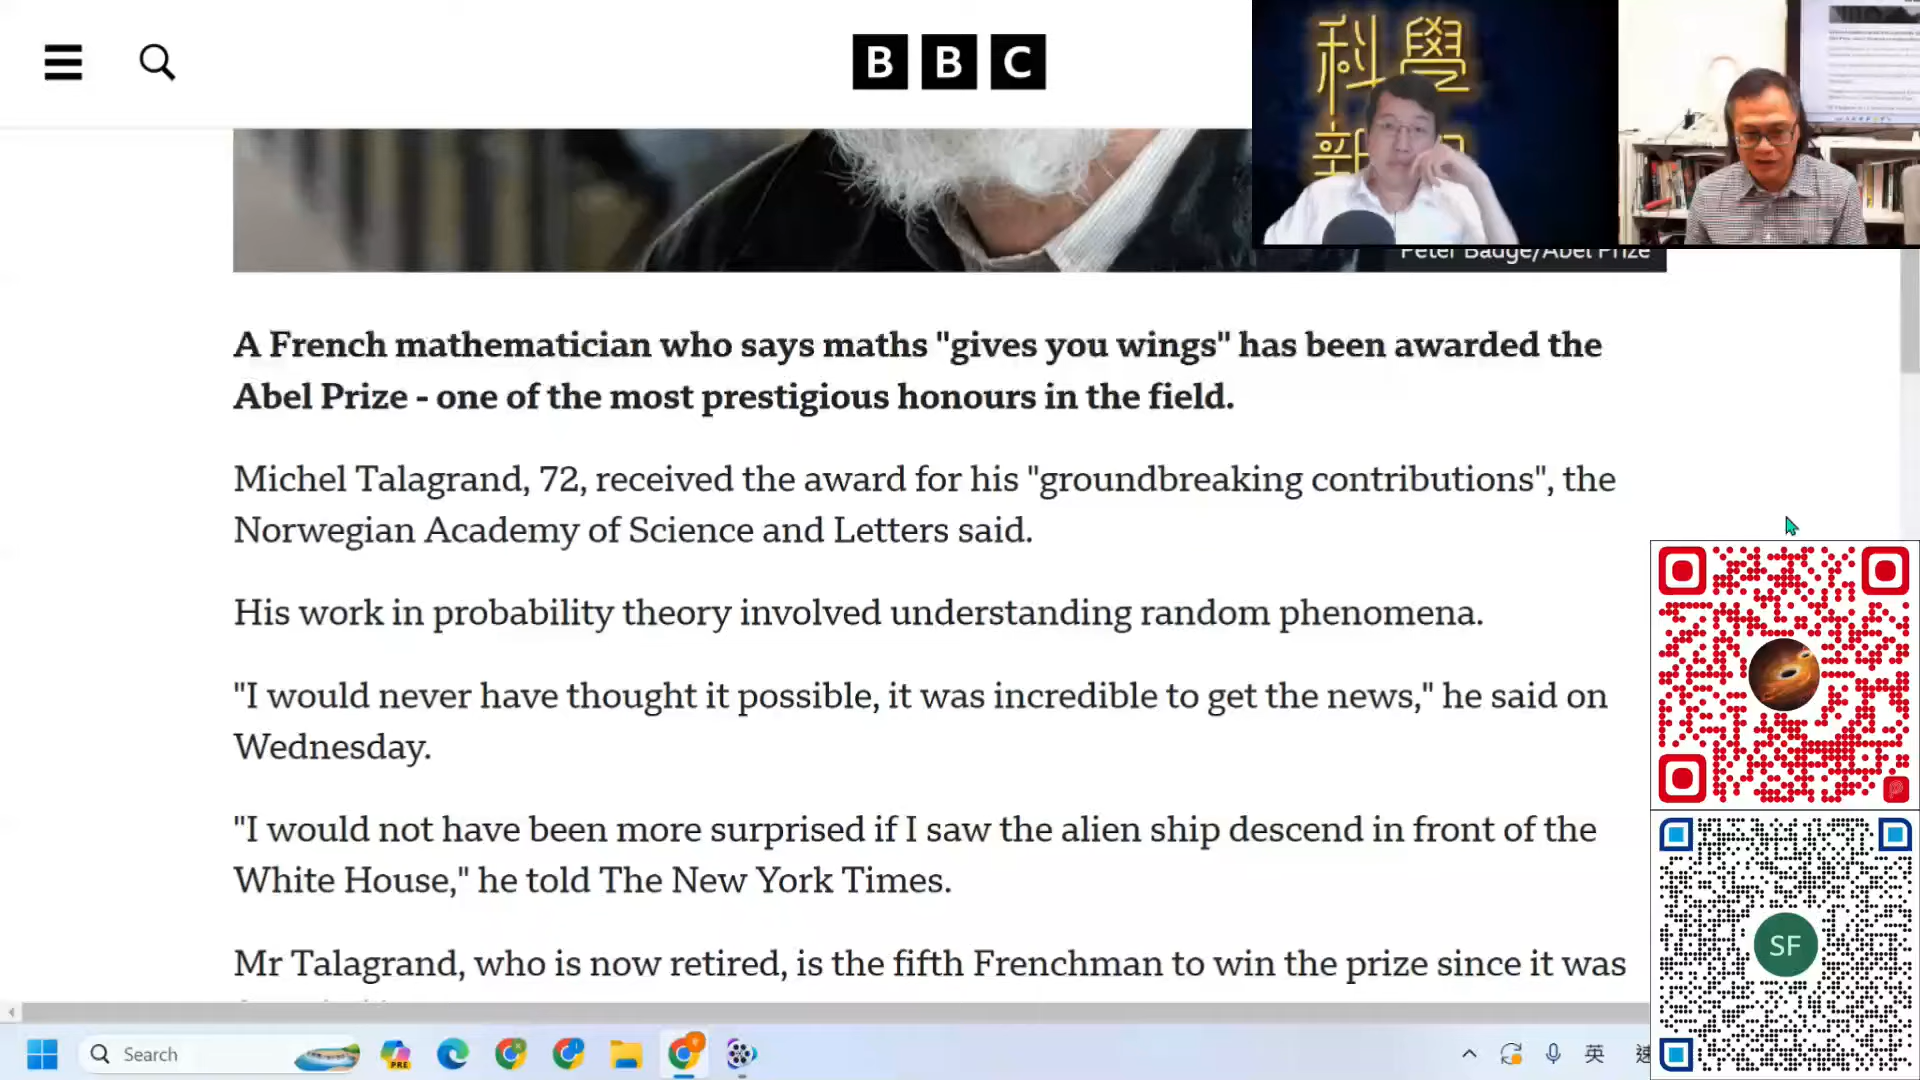 BBC
科學
新
Peter Badge/Abel Prize
A French mathematician who says maths "gives you wings" has been awarded the
Abel Prize - one of the most prestigious honours in the field.
Michel Talagrand, 72, received the award for his "groundbreaking contributions", the
Norwegian Academy of Science and Letters said.
His work in probability theory involved understanding random phenomena.
"I would never have thought it possible, it was incredible to get the news," he said on
Wednesday.
"I would not have been more surprised if I saw the alien ship descend in front of the
White House," he told The New York Times.
Mr Talagrand, who is now retired, is the fifth Frenchman to win the prize since it was
SF
Search
PRE
英